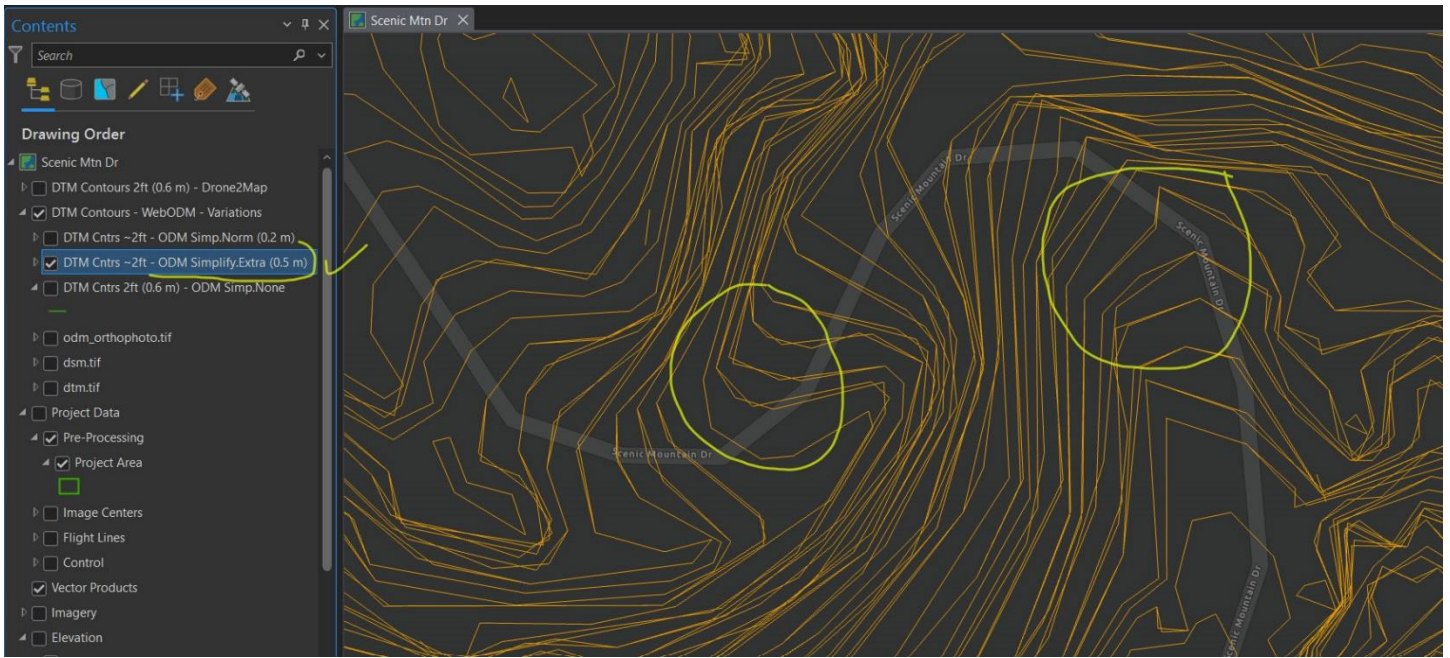 Contents
Search
Drawing Order
Scenic Mtn Dr
DTM Contours 2ft (0.6 m) - Drone2Map
DTM Contours - WebODM - Variations
DTM Cntrs ~2ft - ODM Simp.Norm (0.2 m)
DTM Cntrs ~2ft - ODM Simplify.Extra (0.5 m)
DTM Cntrs 2ft (0.6 m) - ODM Simp.None
odm_orthophoto.tif
dsm.tif
dtm.tif
Project Data
Pre-Processing
Project Area
Image Centers
Flight Lines
Control
Vector Products
Imagery
Elevation
Scenic Mtn Dr
Scenic Mountain Dr
Scenic Mountain Dr
Scenic Mountain Dr
Scenic Mountain Dr